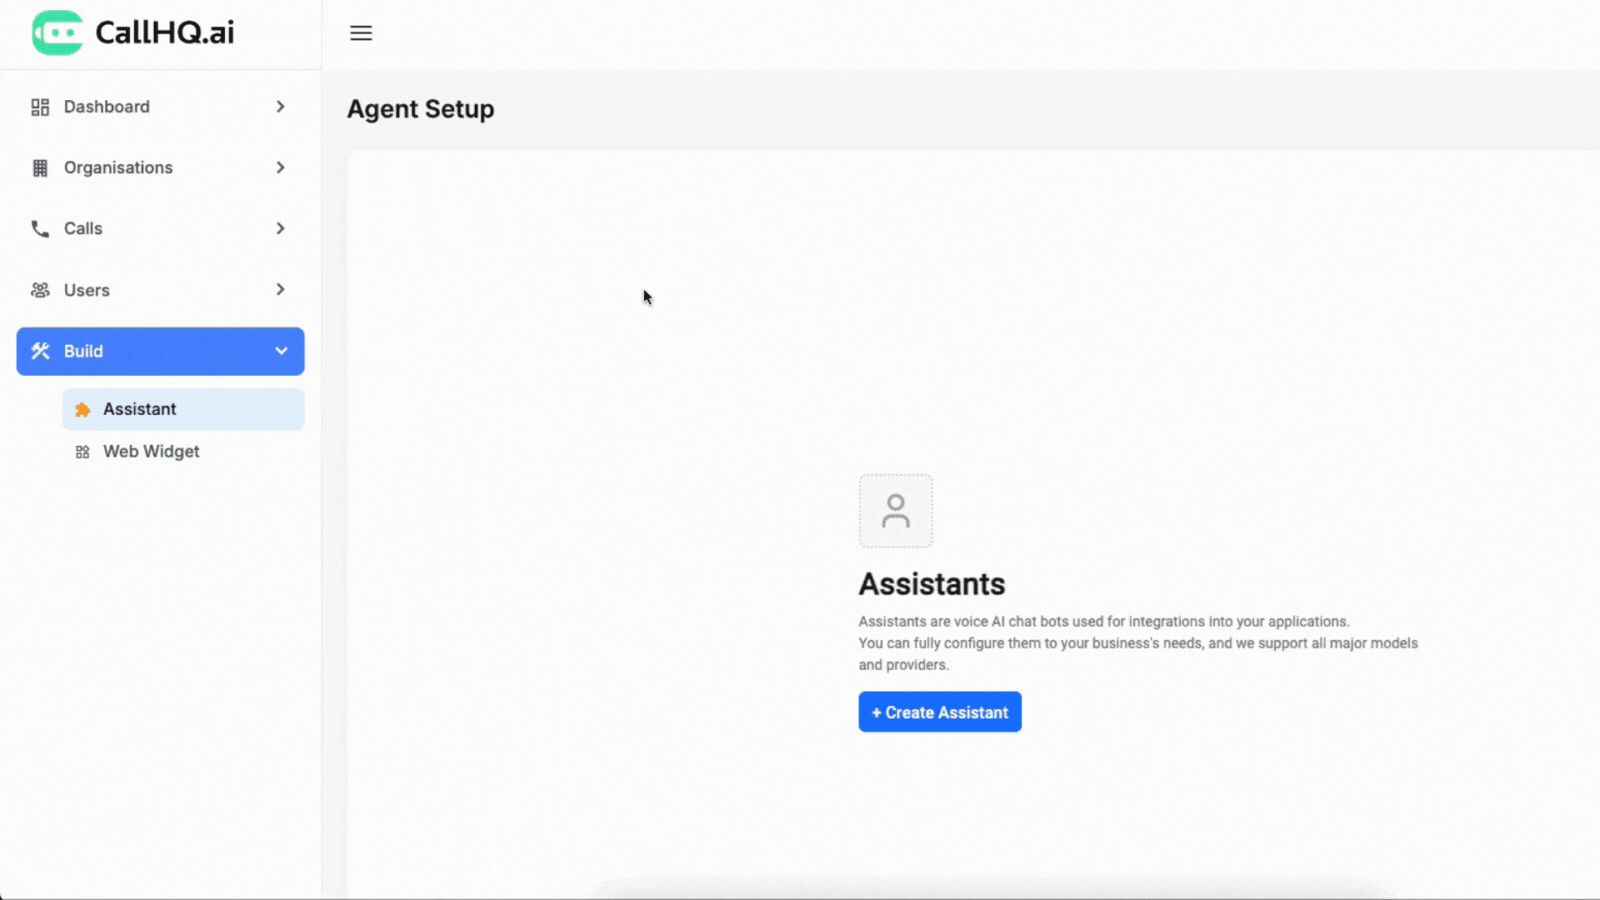 CallHQ.ai
Dashboard
Organisations
Calls
Users
Build
Assistant
Web Widget
Agent Setup
Assistants
Assistants are voice AI chat bots used for integrations into your applications.
You can fully configure them to your business's needs, and we support all major models
and providers.
+ Create Assistant